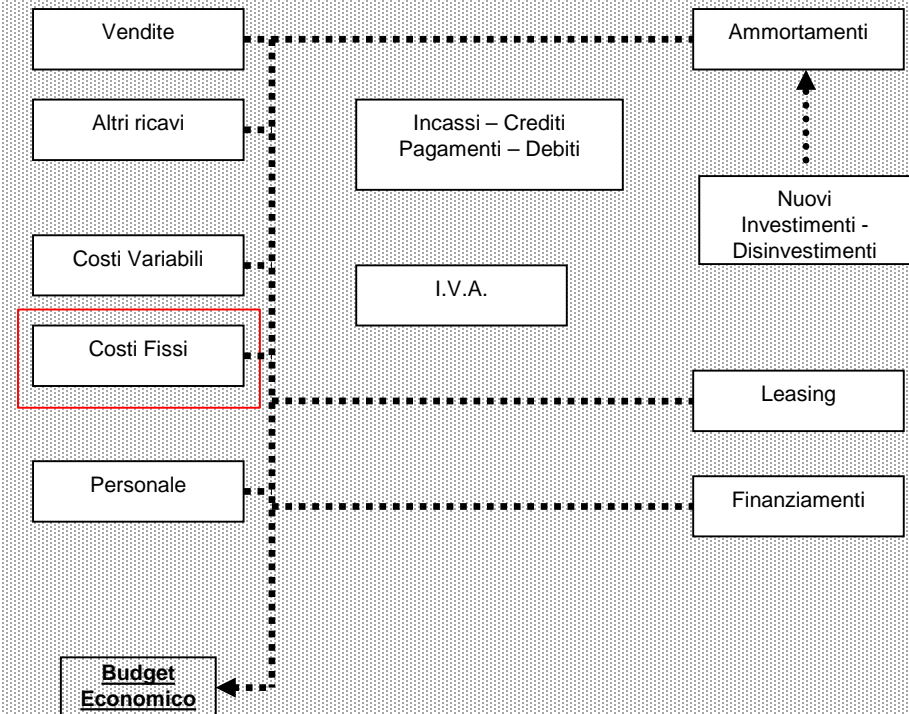 Vendite
Ammortamenti
Altri ricavi
Incassi – Crediti
Pagamenti – Debiti
Nuovi
Investimenti -
Disinvestimenti
Costi Variabili
I.V.A.
Costi Fissi
Leasing
Personale
Finanziamenti
Budget
Economico